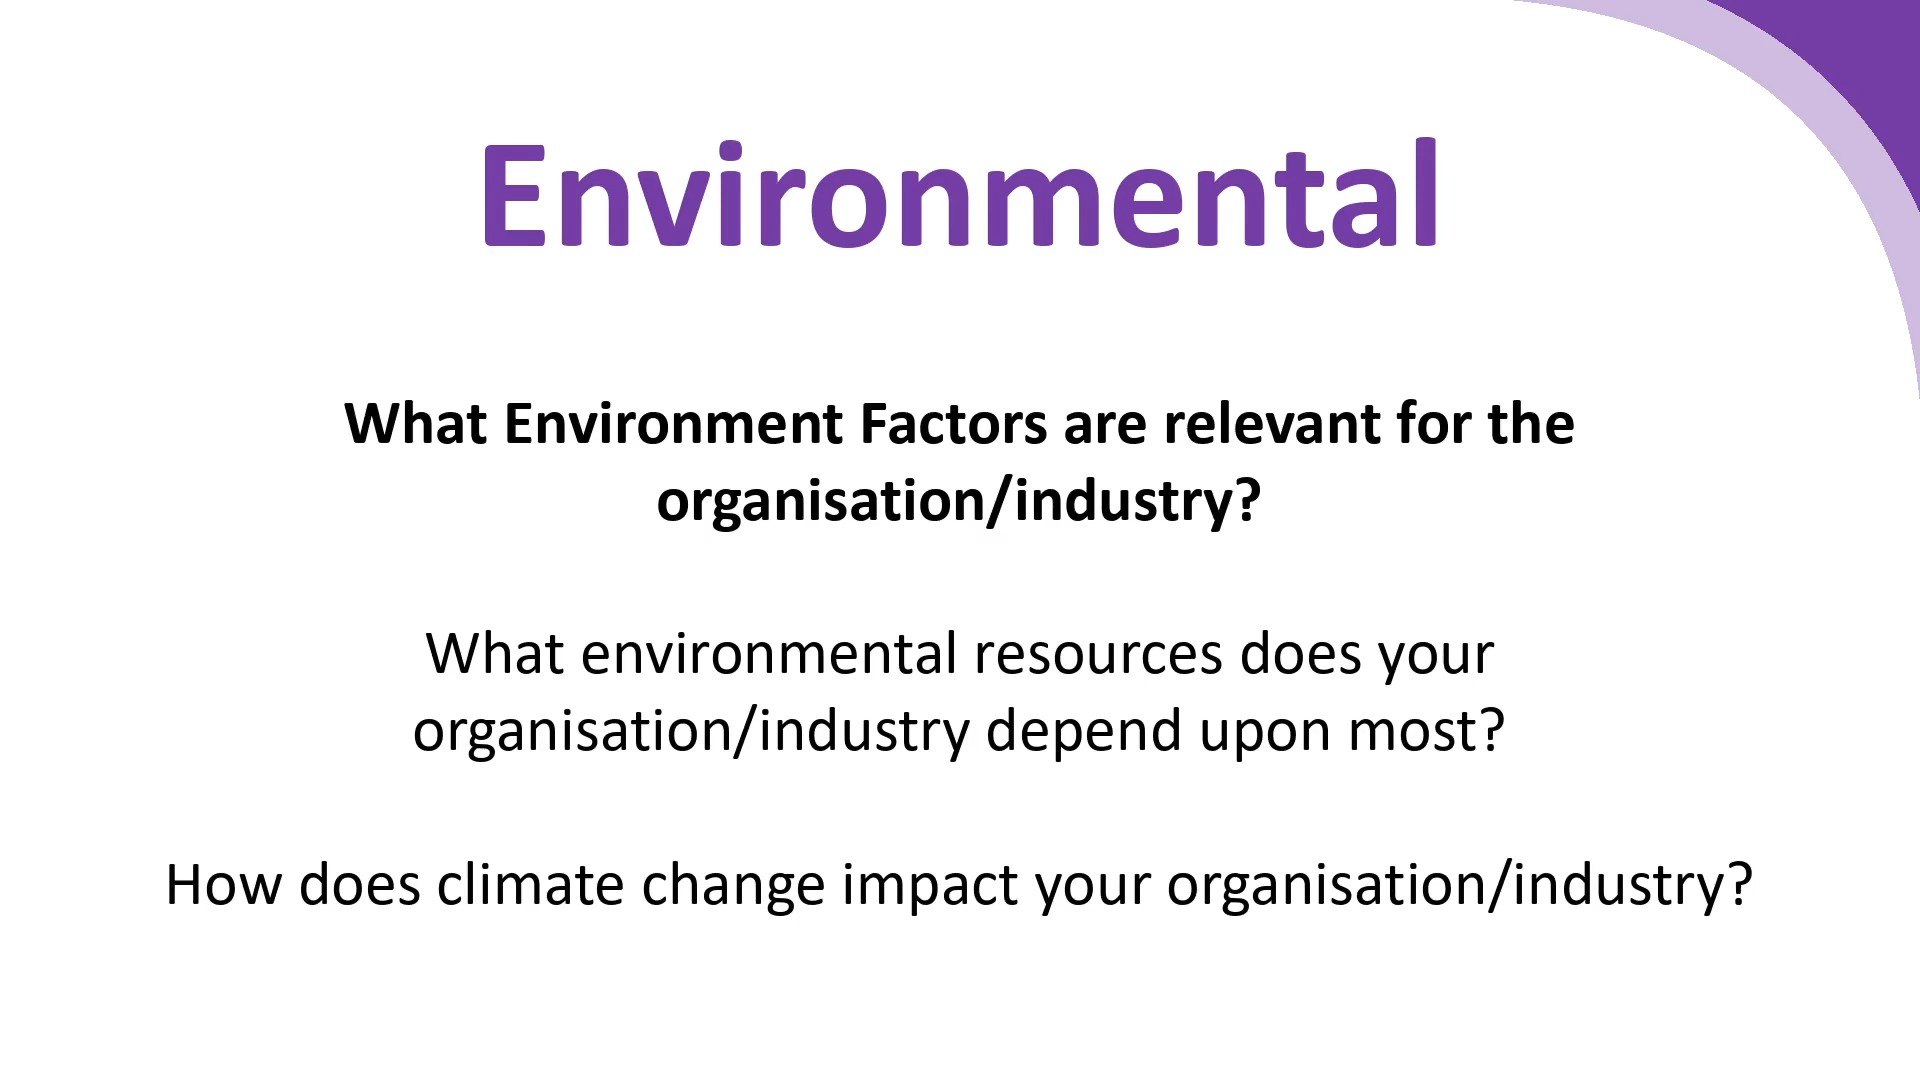 Environmental
What Environment Factors are relevant for the
organisation/industry?
What environmental resources does your
organisation/industry depend upon most?
How does climate change impact your organisation/industry?